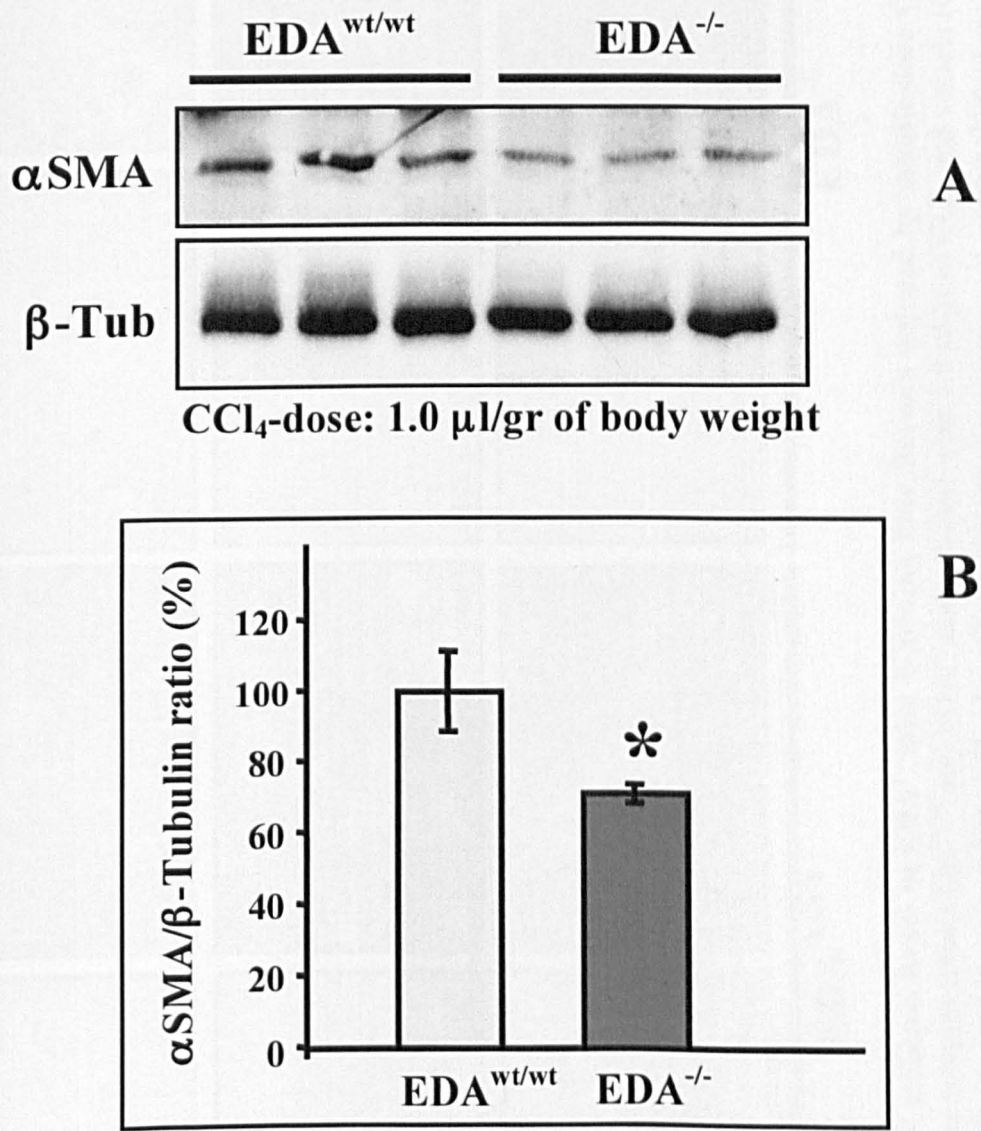 EDA^wt/wt EDA^-/-
αSMA
A
β-Tub
CCl₄-dose: 1.0 μl/gr of body weight
B
αSMA/β-Tubulin ratio (%)
120
100
80
60
40
20
0
*
EDA^wt/wt EDA^-/-